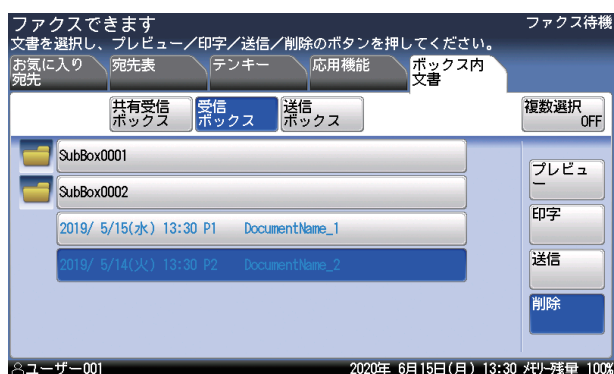 ファクスできます
ファクス待機
文書を選択し、プレビュー／印字／送信／削除のボタンを押してください。
お気に入り
宛先
宛先表
テンキー
応用機能
ボックス内
文書
共有受信
ボックス
受信
ボックス
送信
ボックス
複数選択
OFF
SubBox0001
SubBox0002
2019/ 5/15(水) 13:30 P1 DocumentName_1
2019/ 5/14(火) 13:30 P2 DocumentName_2
プレビュ
ー
印字
送信
削除
ユーザー001
2020年 6月15日(月) 13:30 メモリー残量 100%